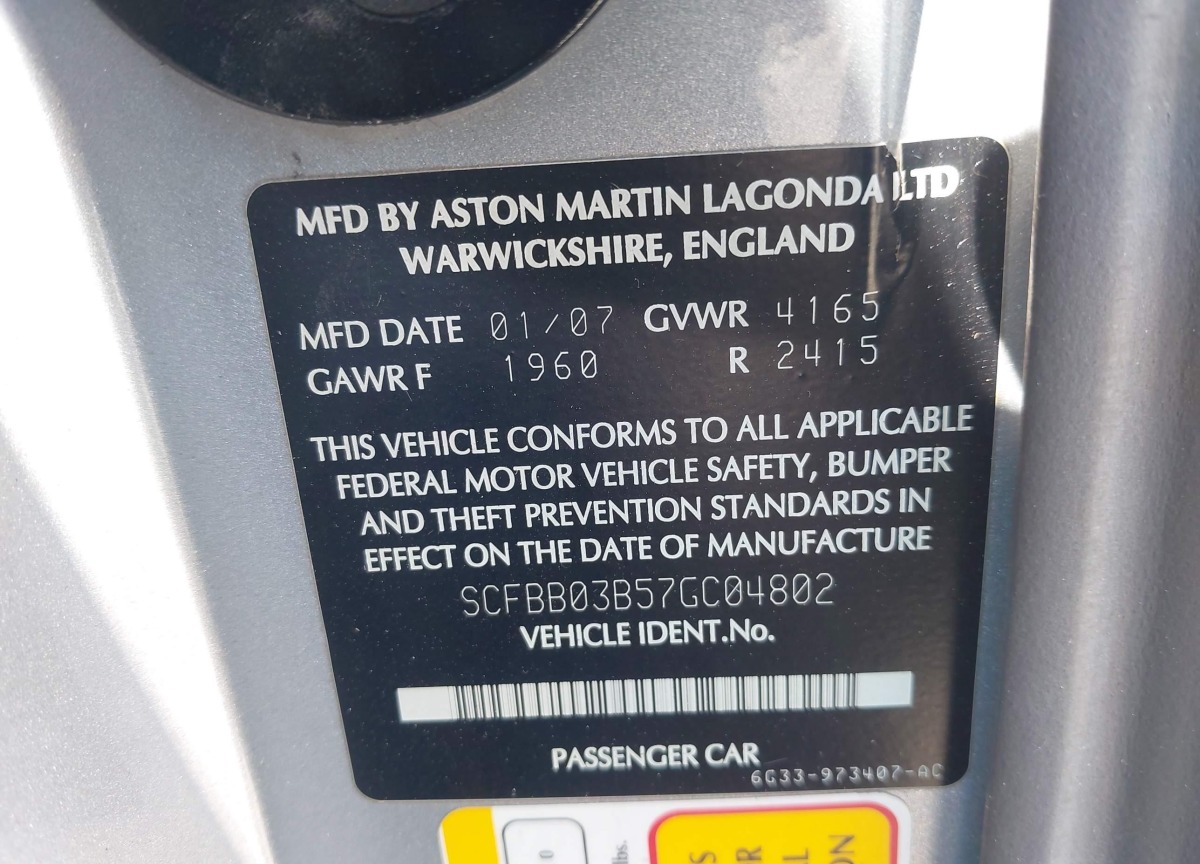 MFD BY ASTON MARTIN LAGONDA LTD
WARWICKSHIRE, ENGLAND
MFD DATE 01/07 GVWR 4165
GAWR F 1960 R 2415
THIS VEHICLE CONFORMS TO ALL APPLICABLE
FEDERAL MOTOR VEHICLE SAFETY, BUMPER
AND THEFT PREVENTION STANDARDS IN
EFFECT ON THE DATE OF MANUFACTURE
SCFBB03B57GC04802
VEHICLE IDENT.No.
PASSENGER CAR
6G33-973407-AC
lbs.